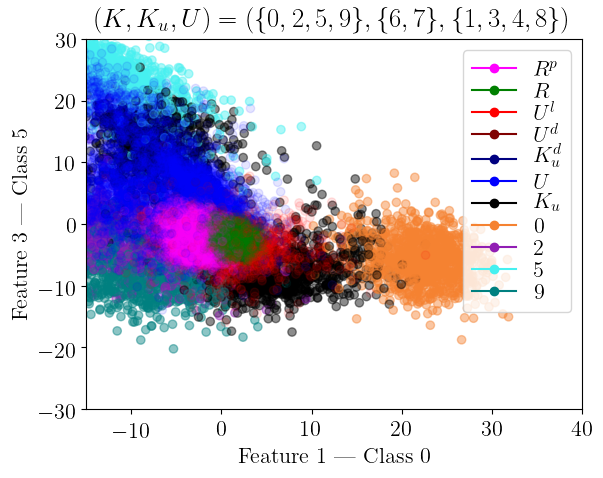 (K, K_u, U) = ({0, 2, 5, 9}, {6, 7}, {1, 3, 4, 8})
30
20
10
0
−10
−20
−30
Feature 3 — Class 5
R^p
R
U^l
U^d
K_u^d
U
K_u
0
2
5
9
−10
0
10
20
30
40
Feature 1 — Class 0